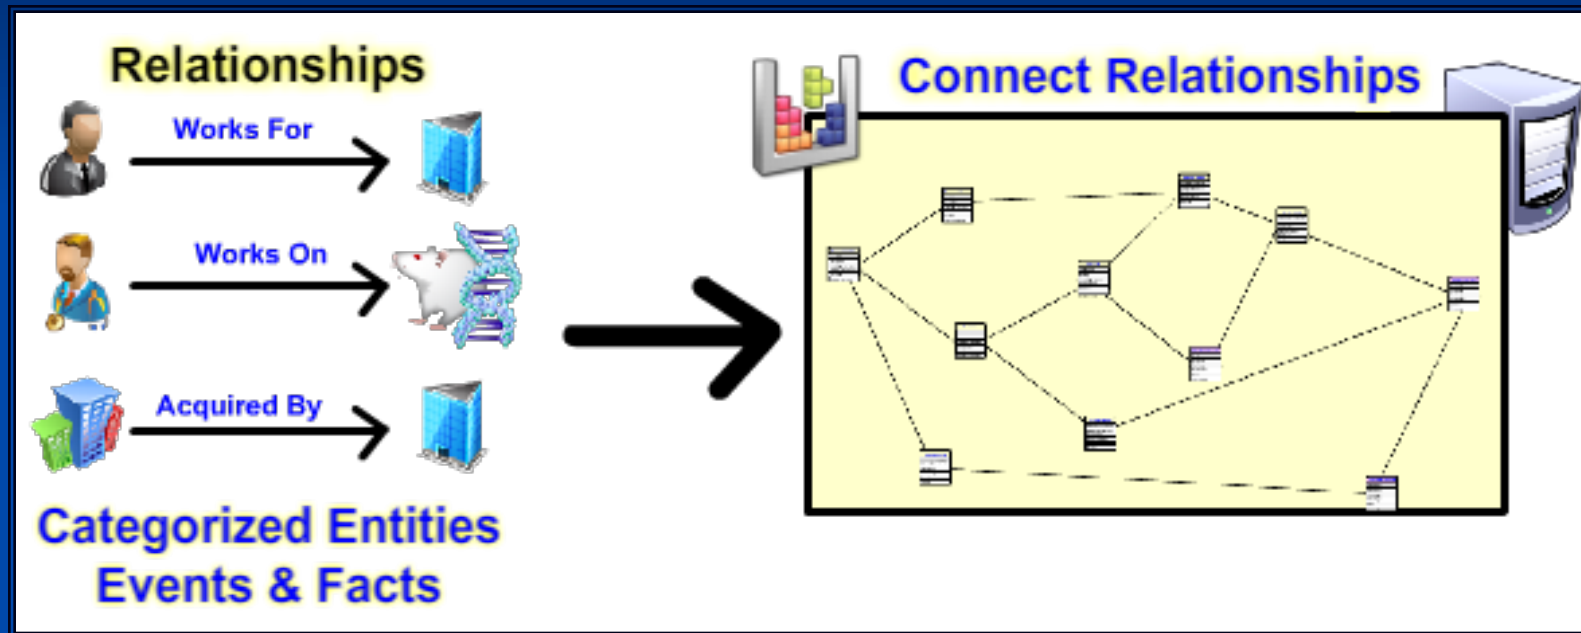 Relationships
Works For
Works On
Acquired By
Categorized Entities
Events & Facts
Connect Relationships